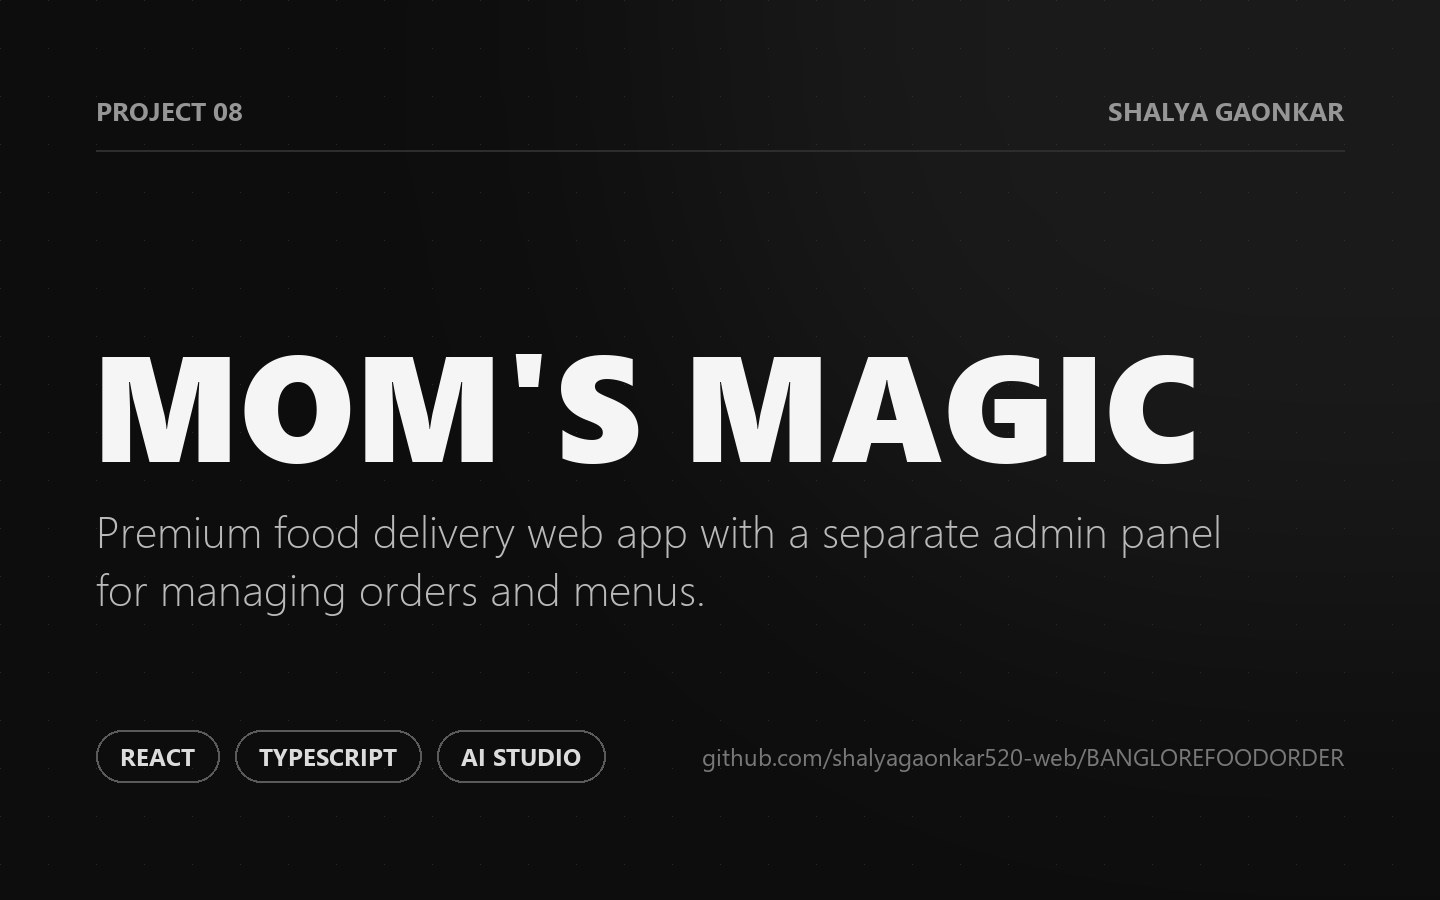 PROJECT 08
SHALYA GAONKAR
MOM'S MAGIC
Premium food delivery web app with a separate admin panel
for managing orders and menus.
REACT
TYPESCRIPT
AI STUDIO
github.com/shalyagaonkar520-web/BANGLOREFOODORDER